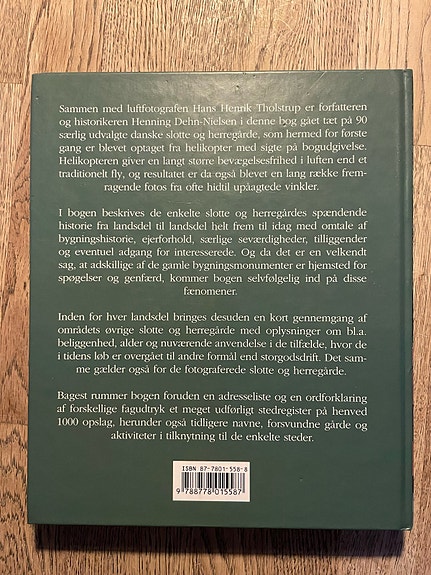 Sammen med luftfotografen Hans Henrik Tholstrup er forfatteren
og historikeren Henning Dehn-Nielsen i denne bog gået tæt på 90
særlig udvalgte danske slotte og herregårde, som hermed for første
gang er blevet optaget fra helikopter med sigte på bogudgivelse.
Helikopteren giver en langt større bevægelsesfrihed i luften end et
traditionelt fly, og resultatet er da også blevet en lang række frem-
ragende fotos fra ofte hidtil upåagtede vinkler.
I bogen beskrives de enkelte slotte og herregårdes spændende
historie fra landsdel til landsdel helt frem til idag med omtale af
bygningshistorie, ejerforhold, særlige seværdigheder, tilliggender
og eventuel adgang for interesserede. Og da det er en velkendt
sag, at adskillige af de gamle bygningsmonumenter er hjemsted for
spøgelser og genfærd, kommer bogen selvfølgelig ind på disse
fænomener.
Inden for hver landsdel bringes desuden en kort gennemgang af
områdets øvrige slotte og herregårde med oplysninger om bl.a.
beliggenhed, alder og nuværende anvendelse i de tilfælde, hvor de
i tidens løb er overgået til andre formål end storgodsdrift. Det sam-
me gælder også for de fotograferede slotte og herregårde.
Bagest rummer bogen foruden en adresseliste og en ordforklaring
af forskellige fagudtryk et meget udførligt stedregister på henved
1000 opslag, herunder også tidligere navne, forsvundne gårde og
aktiviteter i tilknytning til de enkelte steder.
ISBN 87-7801-558-8
9 788778 015587